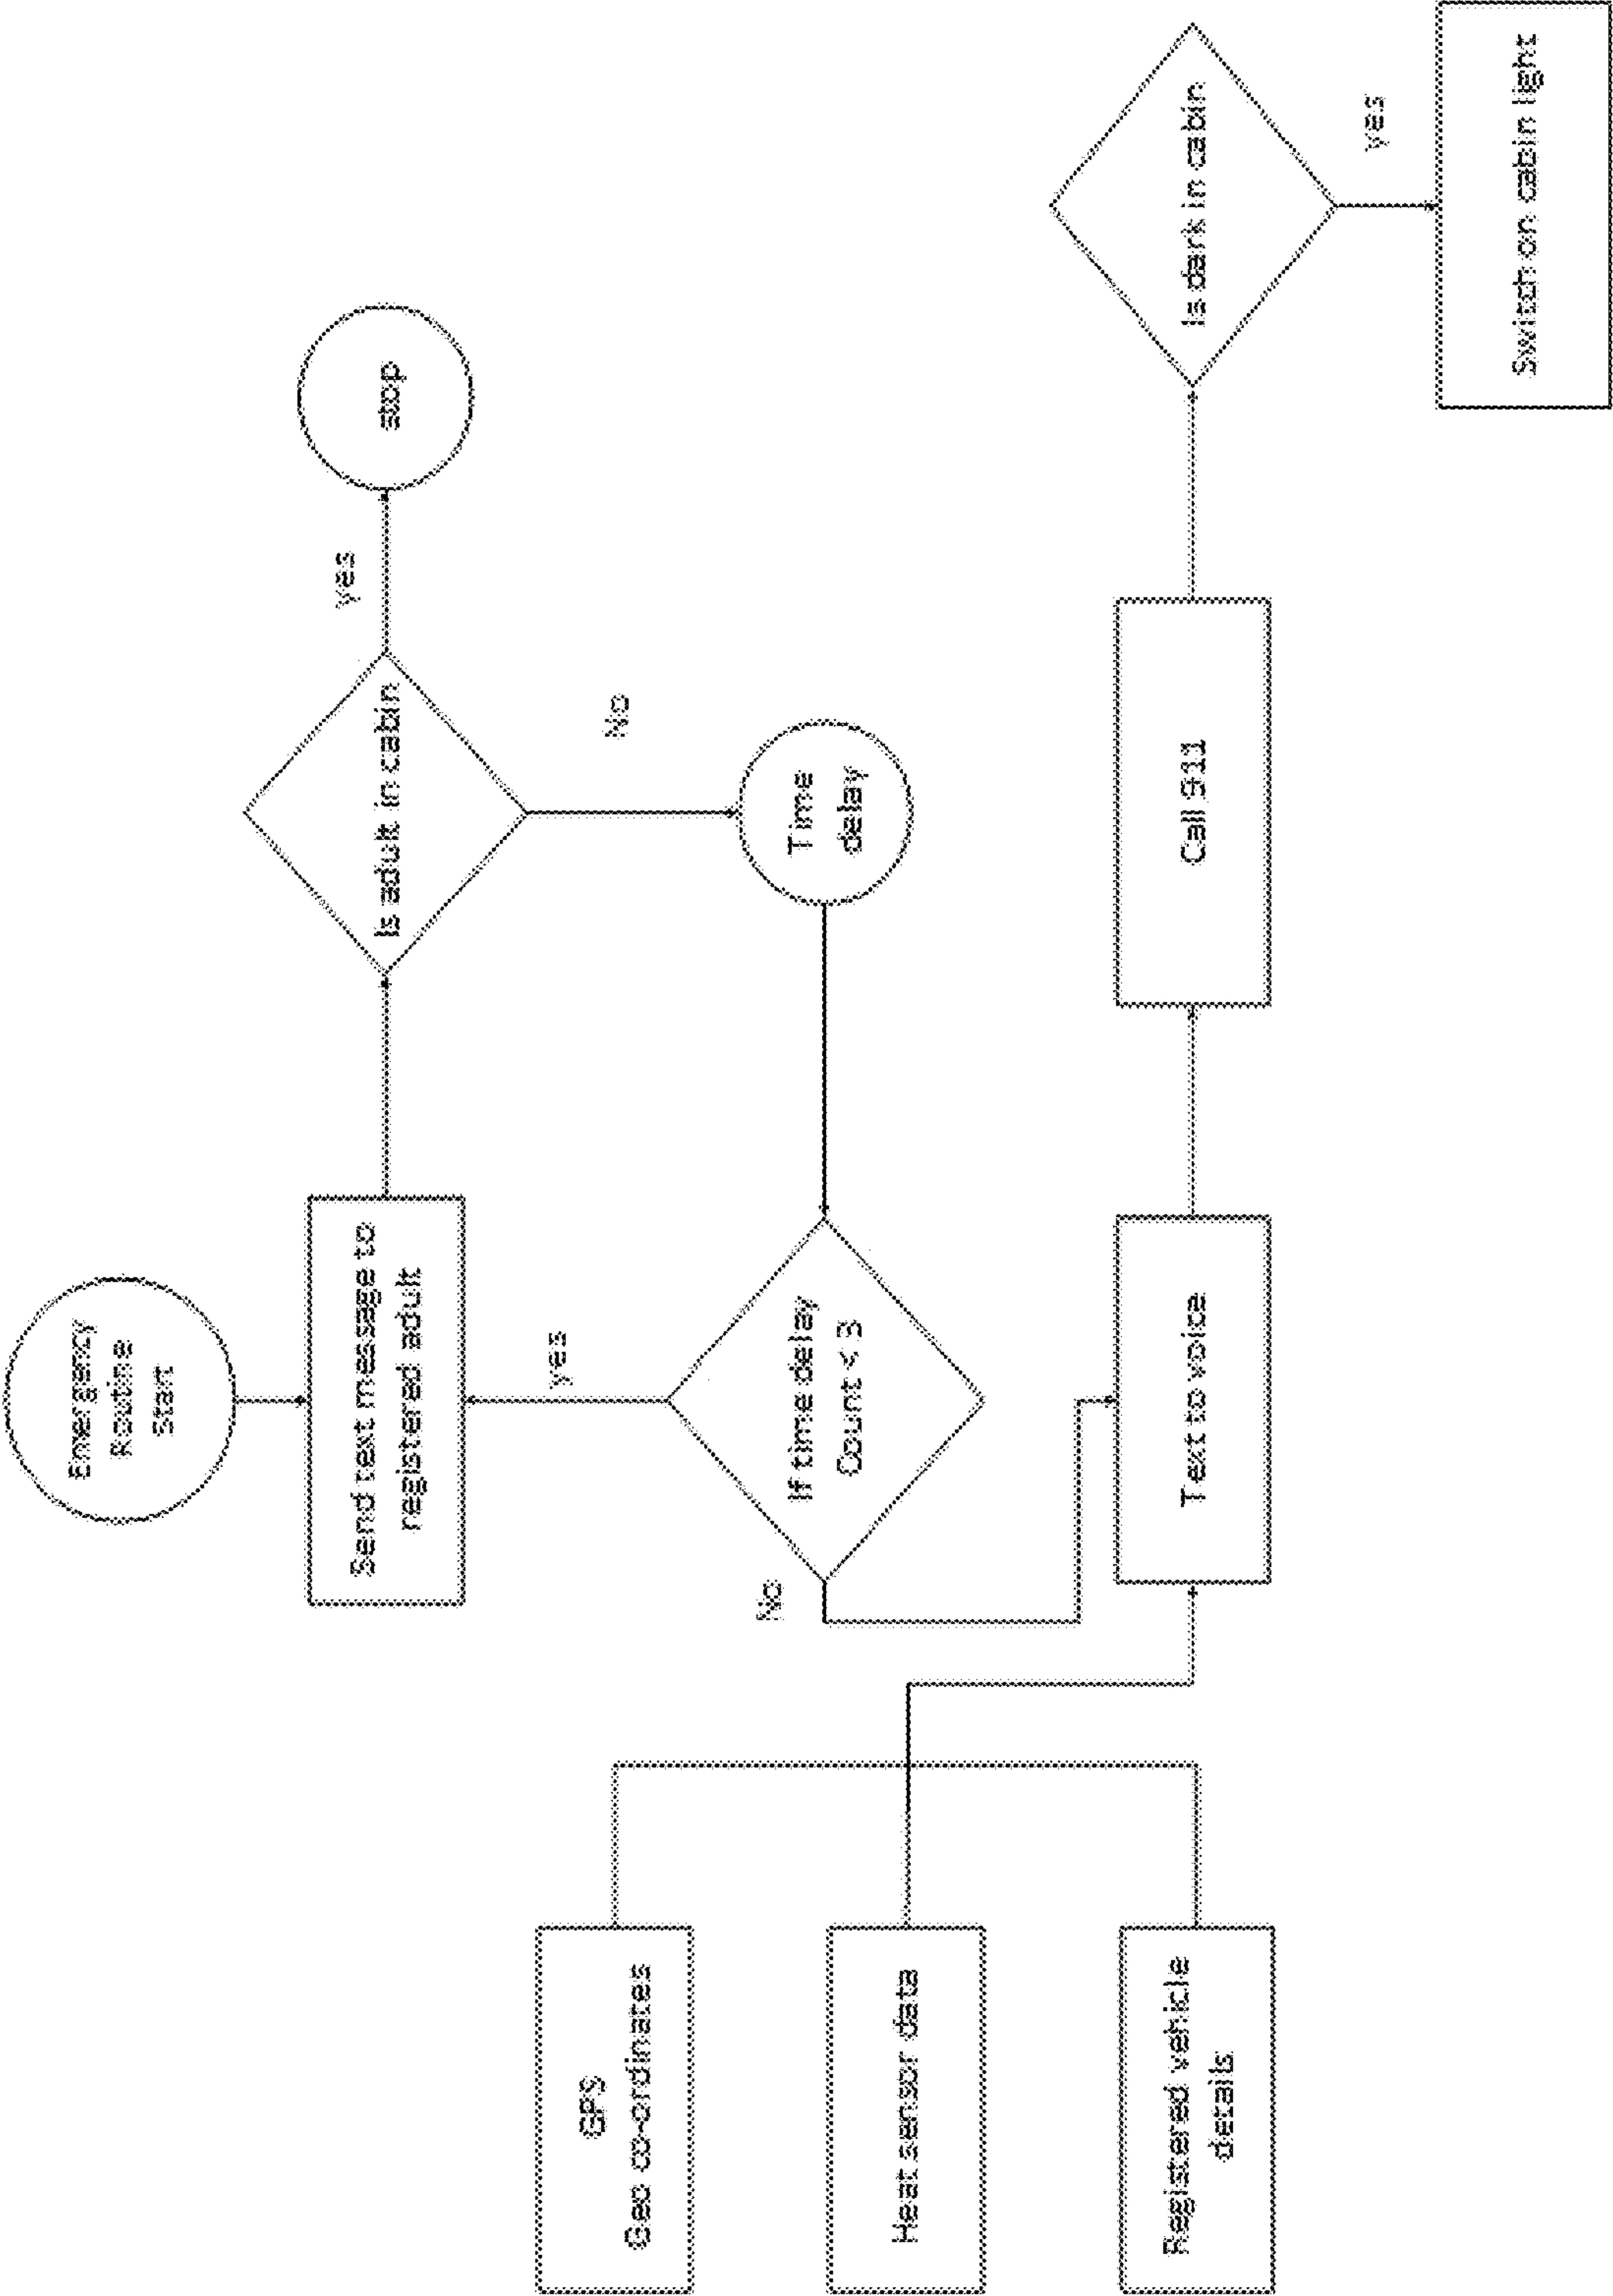 Emergency
Routine
Start
Send text message to
registered adult
Is adult in cabin
yes
stop
No
Time
delay
If time delay
Count < 3
yes
No
GPS
Geo co-ordinates
Heat sensor data
Registered vehicle
details
Text to voice
Call 911
Is dark in cabin
yes
Switch on cabin light